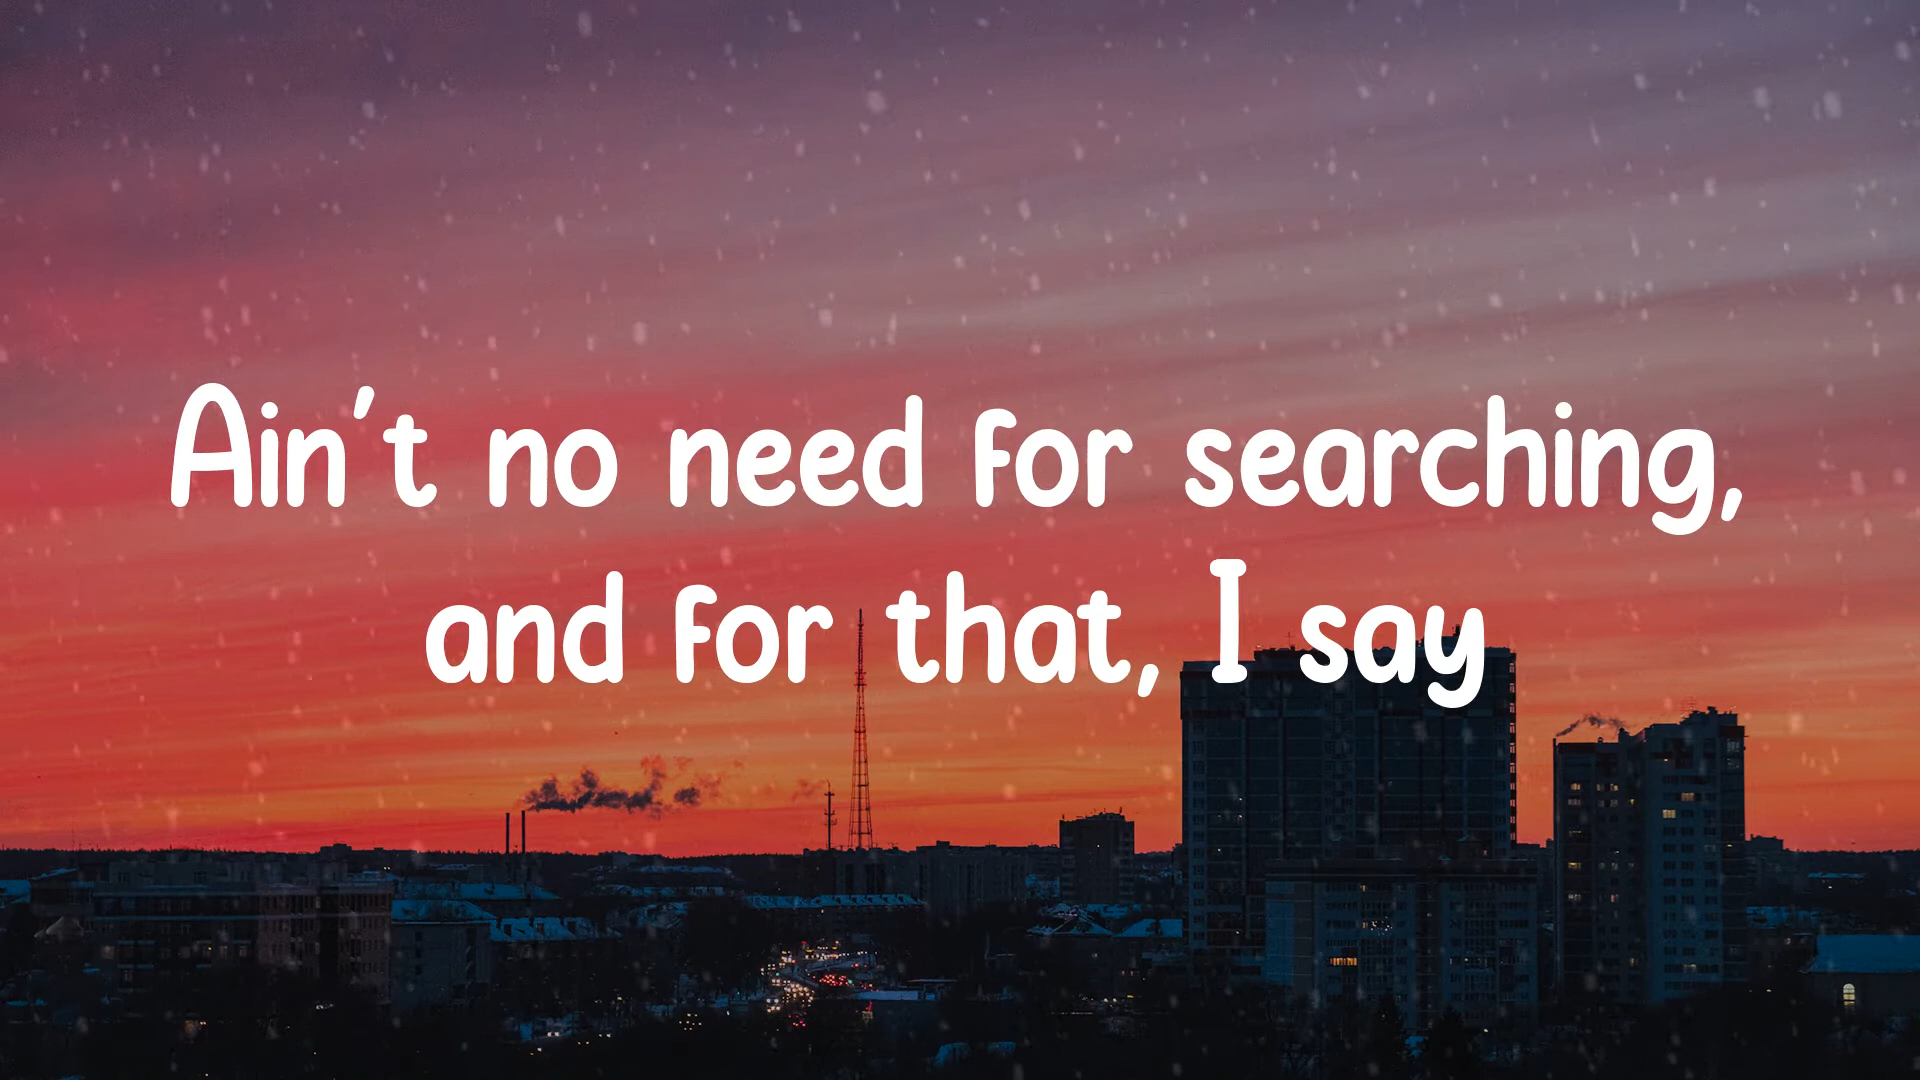 Ain't no need for searching,
and for that, I say